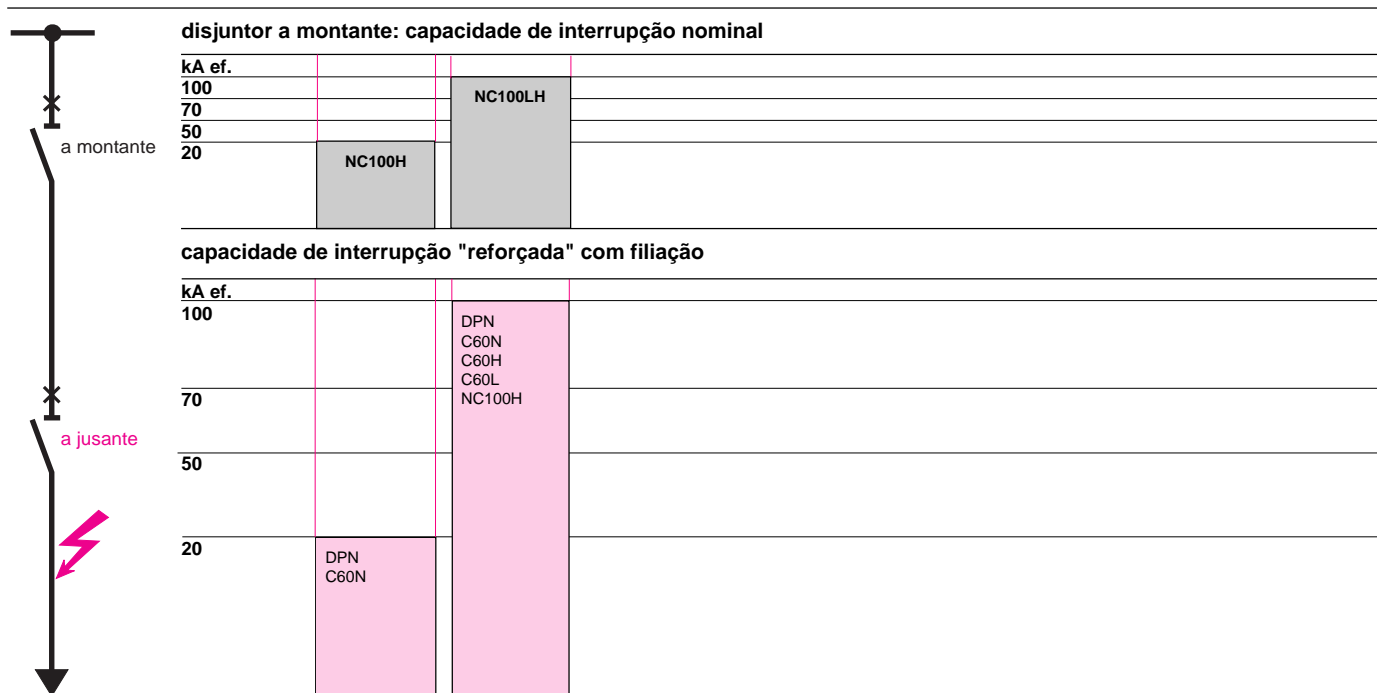 disjuntor a montante: capacidade de interrupção nominal
kA ef.
100
70
50
20
NC100H
NC100LH
a montante
capacidade de interrupção "reforçada" com filiação
kA ef.
100
70
50
20
DPN
C60N
DPN
C60N
C60H
C60L
NC100H
a jusante